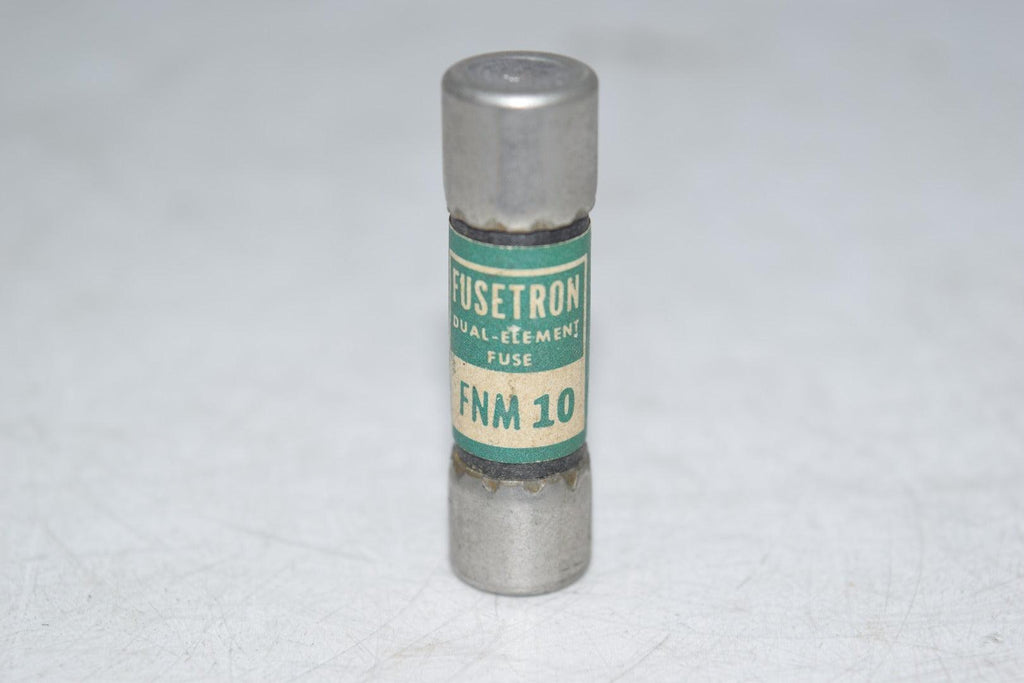 FUSETRON
DUAL-ELEMENT
FUSE
FNM 10